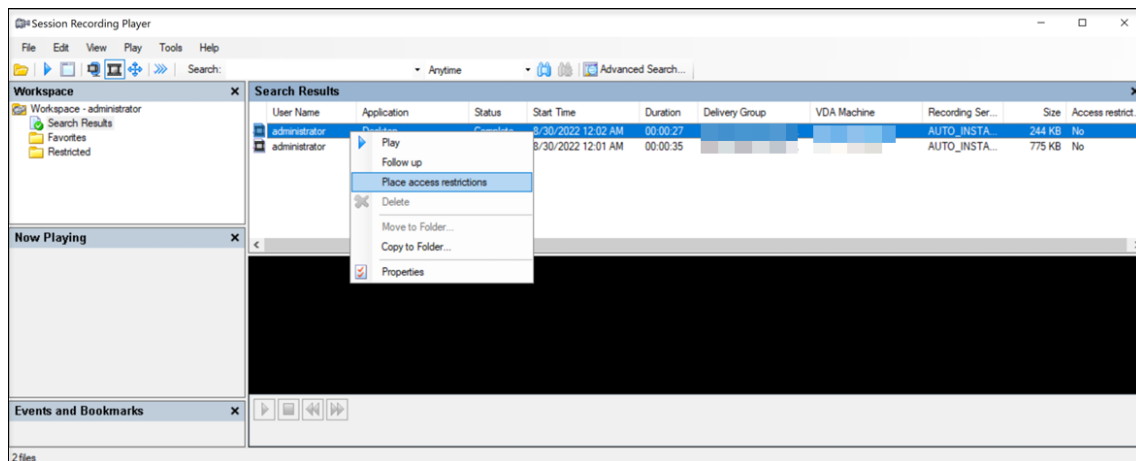 Session Recording Player
File Edit View Play Tools Help
Search: Anytime Advanced Search...
Workspace
Workspace - administrator
Search Results
Favorites
Restricted
Now Playing
Events and Bookmarks
Search Results
User Name Application Status Start Time Duration Delivery Group VDA Machine Recording Ser... Size Access restrict...
administrator Desktop Complete 8/30/2022 12:02 AM 00:00:27 AUTO_INSTA... 244 KB No
administrator 8/30/2022 12:01 AM 00:00:35 AUTO_INSTA... 775 KB No
Play
Follow up
Place access restrictions
Delete
Move to Folder...
Copy to Folder...
Properties
2 files